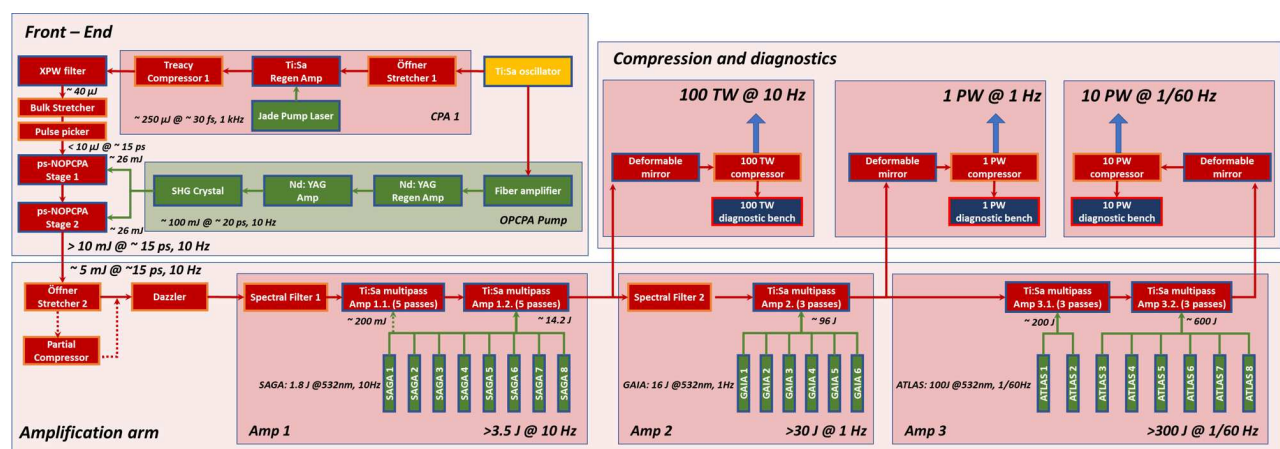 Front – End
XPW filter
Treacy
Compressor 1
Ti:Sa
Regen Amp
Öffner
Stretcher 1
Ti:Sa oscillator
~ 40 µJ
Bulk Stretcher
Jade Pump Laser
Pulse picker
~ 250 µJ @ ~ 30 fs, 1 kHz
CPA 1
< 10 µJ @ ~ 15 ps
~ 26 mJ
ps-NOPCPA
Stage 1
SHG Crystal
Nd: YAG
Amp
Nd: YAG
Regen Amp
Fiber amplifier
ps-NOPCPA
Stage 2
~ 26 mJ
~ 100 mJ @ ~ 20 ps, 10 Hz
OPCPA Pump
> 10 mJ @ ~ 15 ps, 10 Hz
Compression and diagnostics
100 TW @ 10 Hz
Deformable
mirror
100 TW
compressor
100 TW
diagnostic bench
1 PW @ 1 Hz
Deformable
mirror
1 PW
compressor
1 PW
diagnostic bench
10 PW @ 1/60 Hz
10 PW
compressor
Deformable
mirror
10 PW
diagnostic bench
~ 5 mJ @ ~15 ps, 10 Hz
Öffner
Stretcher 2
Dazzler
Partial
Compressor
Spectral Filter 1
Ti:Sa multipass
Amp 1.1. (5 passes)
Ti:Sa multipass
Amp 1.2. (5 passes)
~ 200 mJ
~ 14.2 J
SAGA: 1.8 J @532nm, 10Hz
SAGA 1
SAGA 2
SAGA 3
SAGA 4
SAGA 5
SAGA 6
SAGA 7
SAGA 8
Amp 1
>3.5 J @ 10 Hz
Spectral Filter 2
Ti:Sa multipass
Amp 2. (3 passes)
~ 96 J
GAIA: 16 J @532nm, 1Hz
GAIA 1
GAIA 2
GAIA 3
GAIA 4
GAIA 5
GAIA 6
Amp 2
>30 J @ 1 Hz
Ti:Sa multipass
Amp 3.1. (3 passes)
Ti:Sa multipass
Amp 3.2. (3 passes)
~ 200 J
~ 600 J
ATLAS: 100J @532nm, 1/60Hz
ATLAS 1
ATLAS 2
ATLAS 3
ATLAS 4
ATLAS 5
ATLAS 6
ATLAS 7
ATLAS 8
Amp 3
>300 J @ 1/60 Hz
Amplification arm